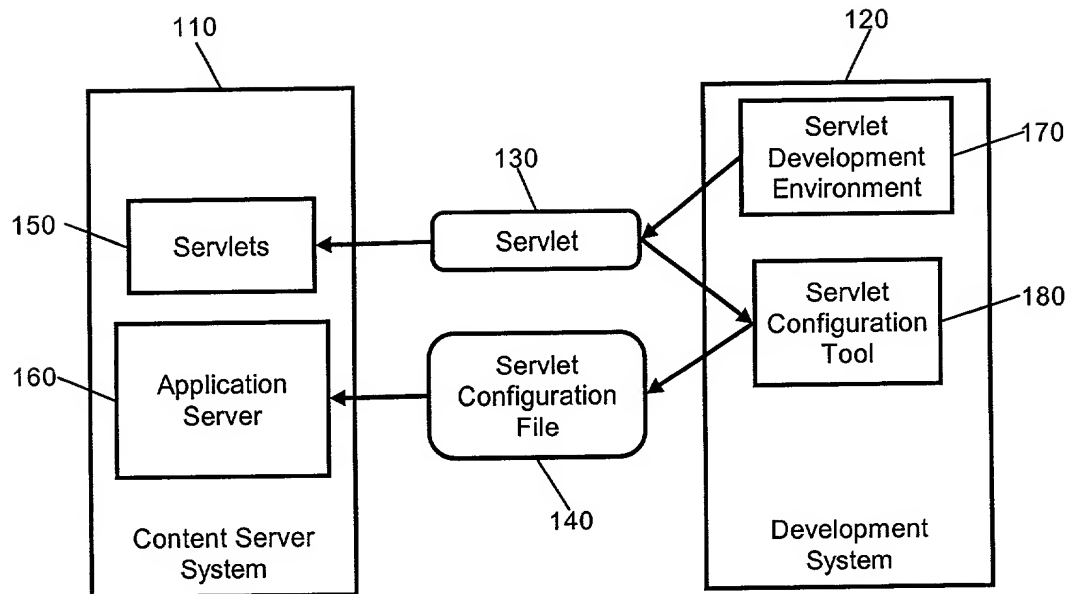 110
120
Servlet
Development
Environment
170
130
150
Servlets
Servlet
Servlet
Configuration
Tool
180
160
Application
Server
Servlet
Configuration
File
140
Content Server
System
Development
System